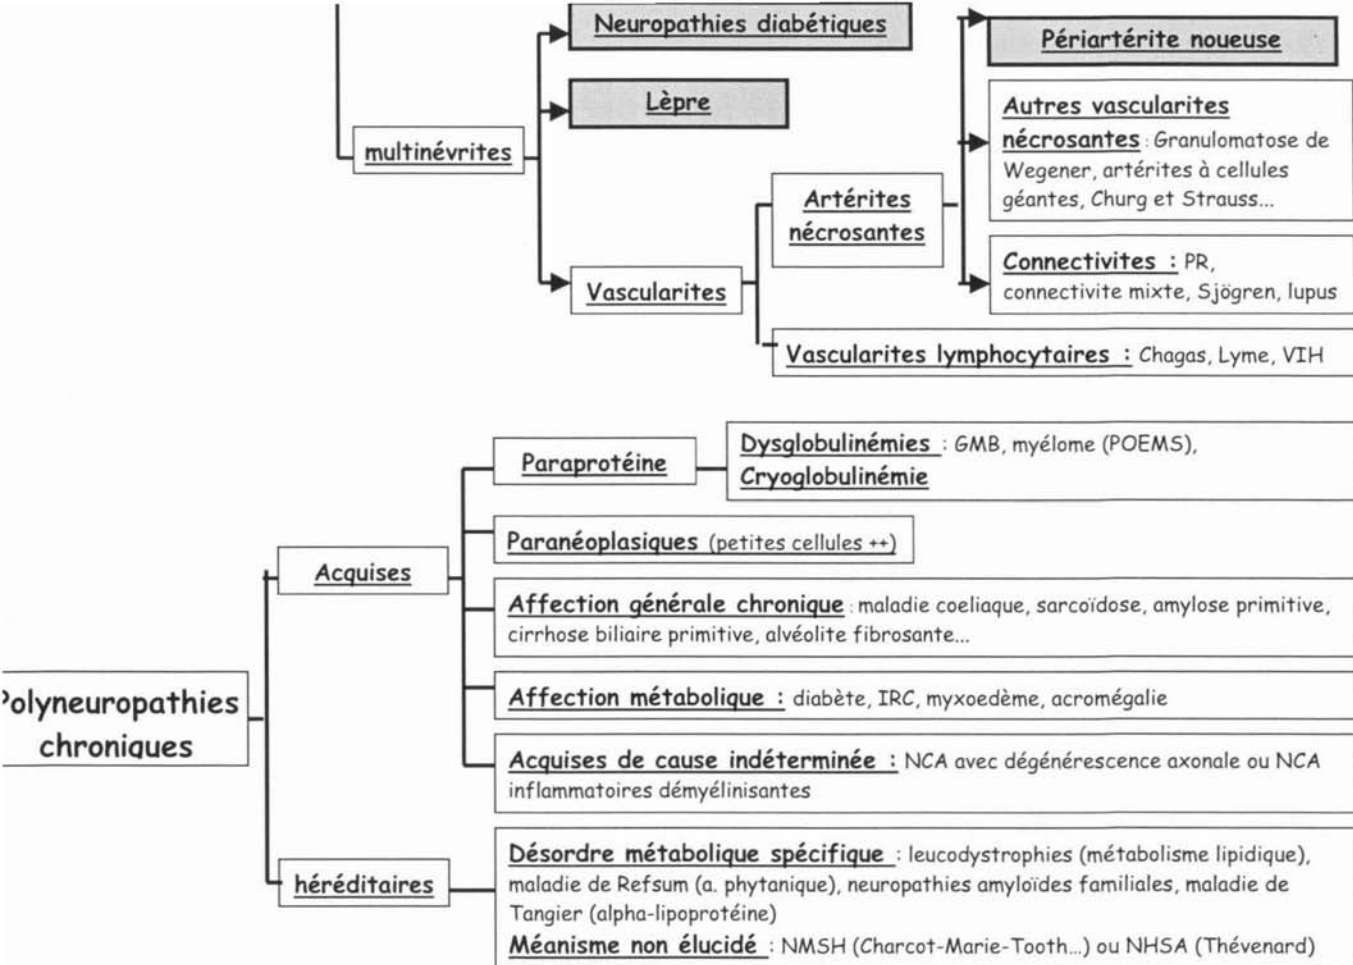 Neuropathies diabétiques
Lèpre
multinévrites
Vascularites
Artérites
nécrosantes
Périartérite noueuse
Autres vascularites
nécrosantes : Granulomatose de
Wegener, artérites à cellules
géantes, Churg et Strauss...
Connectivites : PR,
connectivite mixte, Sjögren, lupus
Vascularites lymphocytaires : Chagas, Lyme, VIH
Polyneuropathies
chroniques
Acquises
Paraprotéine
Dysglobulinémies : GMB, myélome (POEMS),
Cryoglobulinémie
Paranéoplasiques (petites cellules ++)
Affection générale chronique : maladie coeliaque, sarcoïdose, amylose primitive,
cirrhose biliaire primitive, alvéolite fibrosante...
Affection métabolique : diabète, IRC, myxoedème, acromégalie
Acquises de cause indéterminée : NCA avec dégénérescence axonale ou NCA
inflammatoires démyélinisantes
héréditaires
Désordre métabolique spécifique : leucodystrophies (métabolisme lipidique),
maladie de Refsum (a. phytanique), neuropathies amyloïdes familiales, maladie de
Tangier (alpha-lipoprotéine)
Méanisme non élucidé : NMSH (Charcot-Marie-Tooth...) ou NHSA (Thévenard)